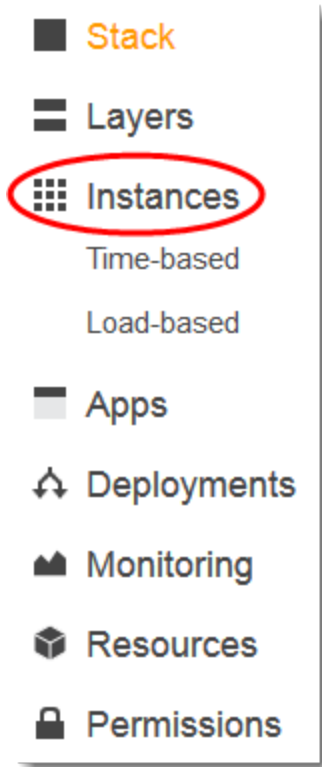 Stack
Layers
Instances
Time-based
Load-based
Apps
Deployments
Monitoring
Resources
Permissions